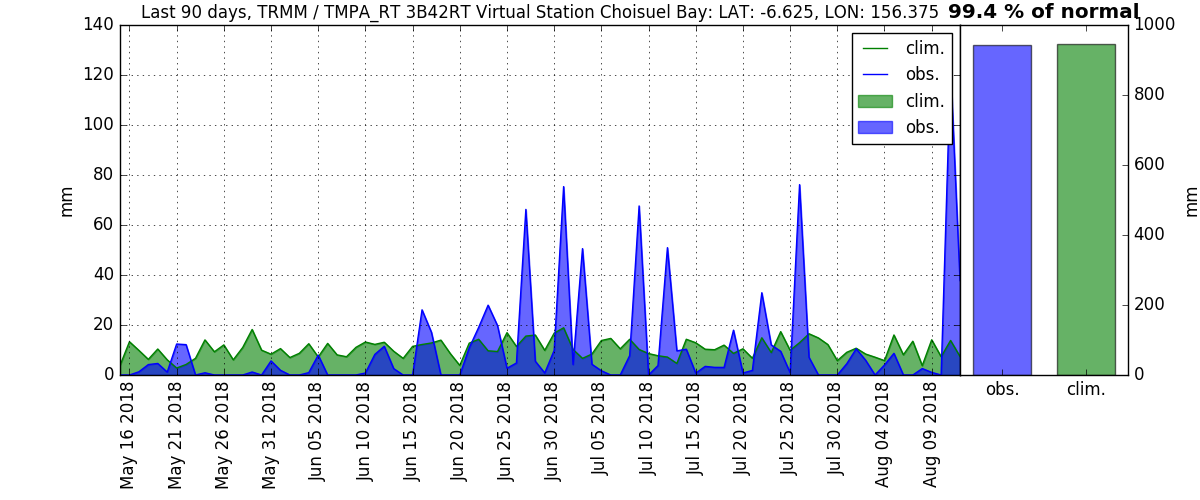 Last 90 days, TRMM / TMPA_RT 3B42RT Virtual Station Choisuel Bay: LAT: -6.625, LON: 156.375 99.4 % of normal
140
120
100
80
60
40
20
0
mm
clim.
obs.
clim.
obs.
1000
800
600
400
200
0
mm
obs. clim.
May 16 2018
May 21 2018
May 26 2018
May 31 2018
Jun 05 2018
Jun 10 2018
Jun 15 2018
Jun 20 2018
Jun 25 2018
Jun 30 2018
Jul 05 2018
Jul 10 2018
Jul 15 2018
Jul 20 2018
Jul 25 2018
Jul 30 2018
Aug 04 2018
Aug 09 2018